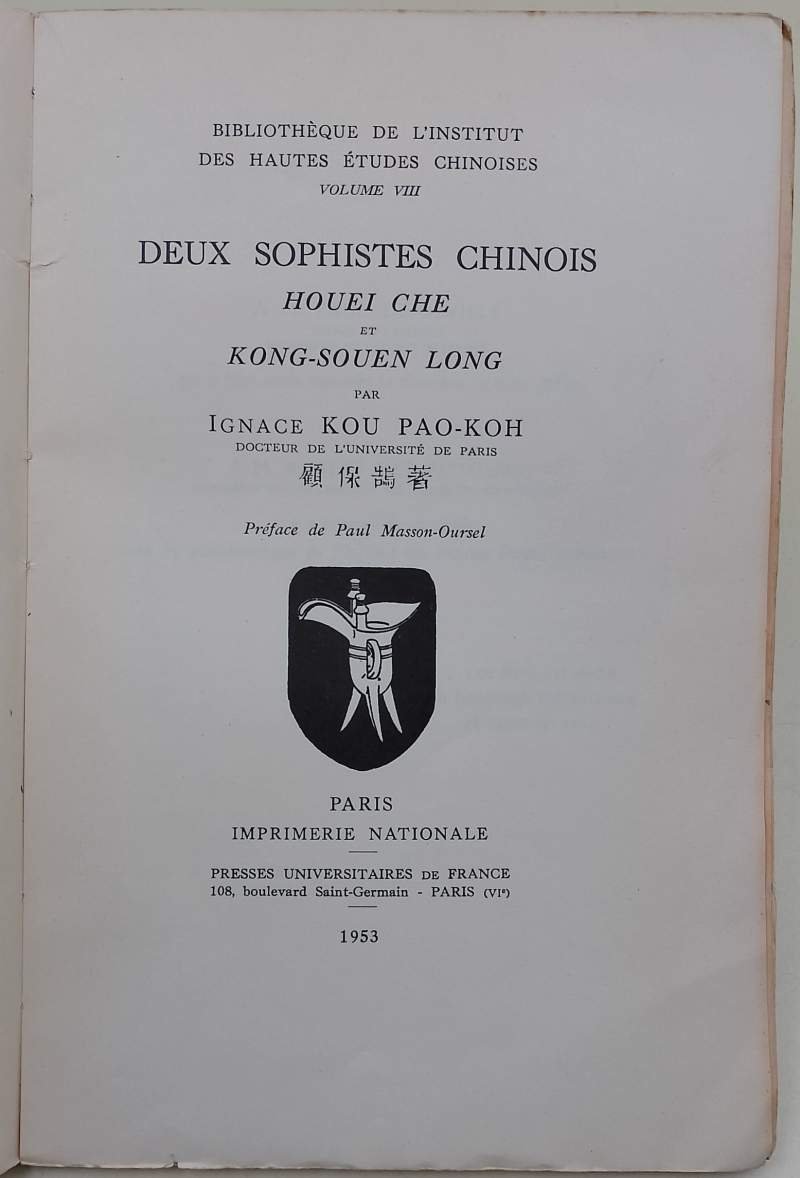 BIBLIOTHÈQUE DE L'INSTITUT
DES HAUTES ÉTUDES CHINOISES
VOLUME VIII
DEUX SOPHISTES CHINOIS
HOUEI CHE
ET
KONG-SOUEN LONG
PAR
IGNACE KOU PAO-KOH
DOCTEUR DE L'UNIVERSITÉ DE PARIS
顧保鵠著
Préface de Paul Masson-Oursel
PARIS
IMPRIMERIE NATIONALE
PRESSES UNIVERSITAIRES DE FRANCE
108, boulevard Saint-Germain - PARIS (VIe)
1953